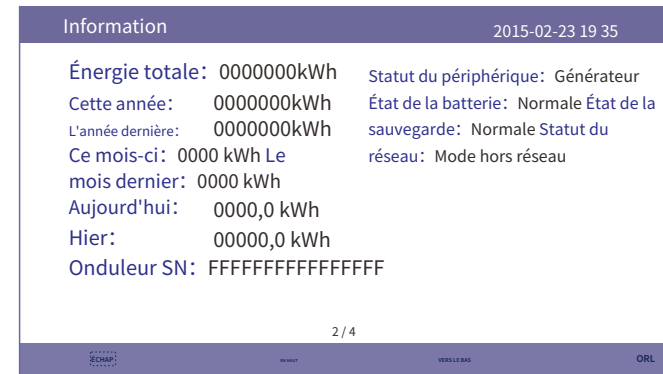 Information
2015-02-23 19 35
Énergie totale: 0000000kWh
Cette année: 0000000kWh
L'année dernière: 0000000kWh
Ce mois-ci: 0000 kWh Le
mois dernier: 0000 kWh
Aujourd'hui: 0000,0 kWh
Hier: 00000,0 kWh
Onduleur SN: FFFFFFFFFFFFFFFF
Statut du périphérique: Générateur
État de la batterie: Normale État de la
sauvegarde: Normale Statut du
réseau: Mode hors réseau
2 / 4
ÉCHAP
EN HAUT
VERS LE BAS
ORL